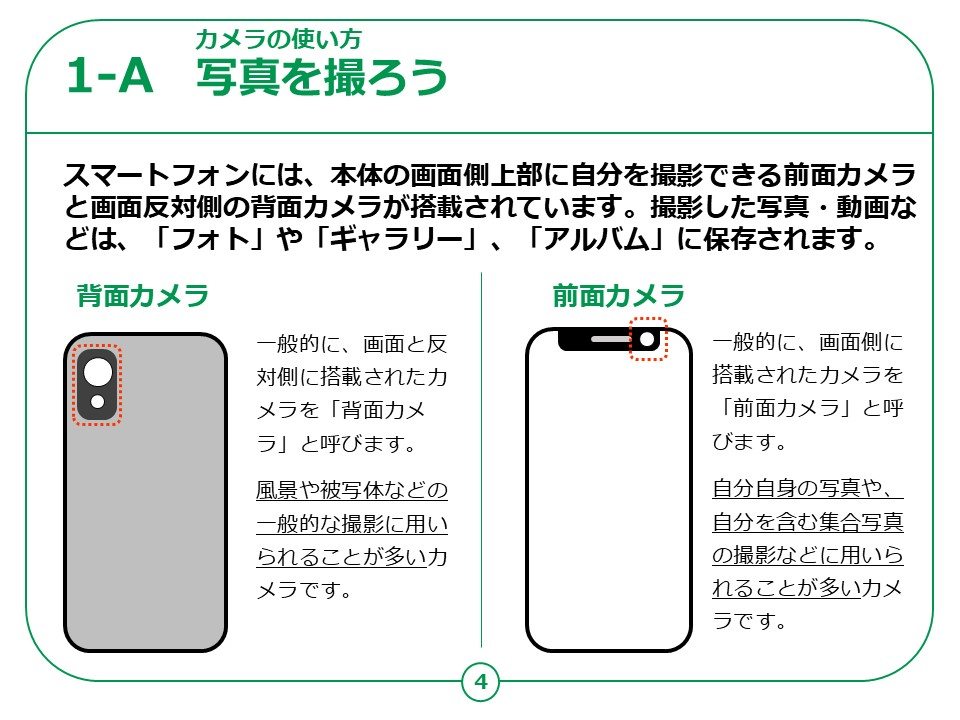 カメラの使い方
1-A 写真を撮ろう
スマートフォンには、本体の画面側上部に自分を撮影できる前面カメラ
と画面反対側の背面カメラが搭載されています。撮影した写真・動画な
どは、「フォト」や「ギャラリー」、「アルバム」に保存されます。
背面カメラ
一般的に、画面と反
対側に搭載されたカ
メラを「背面カメ
ラ」と呼びます。
風景や被写体などの
一般的な撮影に用い
られることが多いカ
メラです。
前面カメラ
一般的に、画面側に
搭載されたカメラを
「前面カメラ」と呼
びます。
自分自身の写真や、
自分を含む集合写真
の撮影などに用いら
れることが多いカメ
ラです。
4